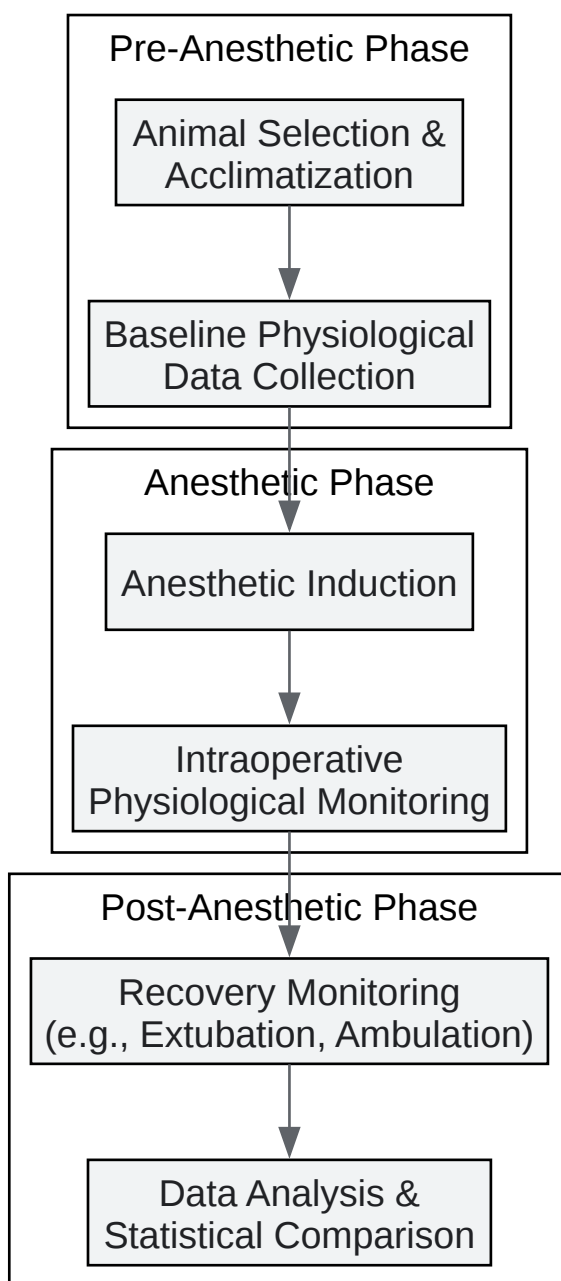 Pre-Anesthetic Phase
Animal Selection &
Acclimatization
Baseline Physiological
Data Collection
Anesthetic Phase
Anesthetic Induction
Intraoperative
Physiological Monitoring
Post-Anesthetic Phase
Recovery Monitoring
(e.g., Extubation, Ambulation)
Data Analysis &
Statistical Comparison